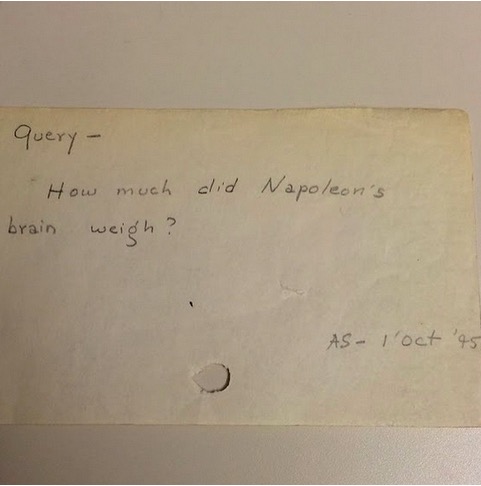 Query -
How much did Napoleon's
brain weigh?
AS - 1 Oct '45